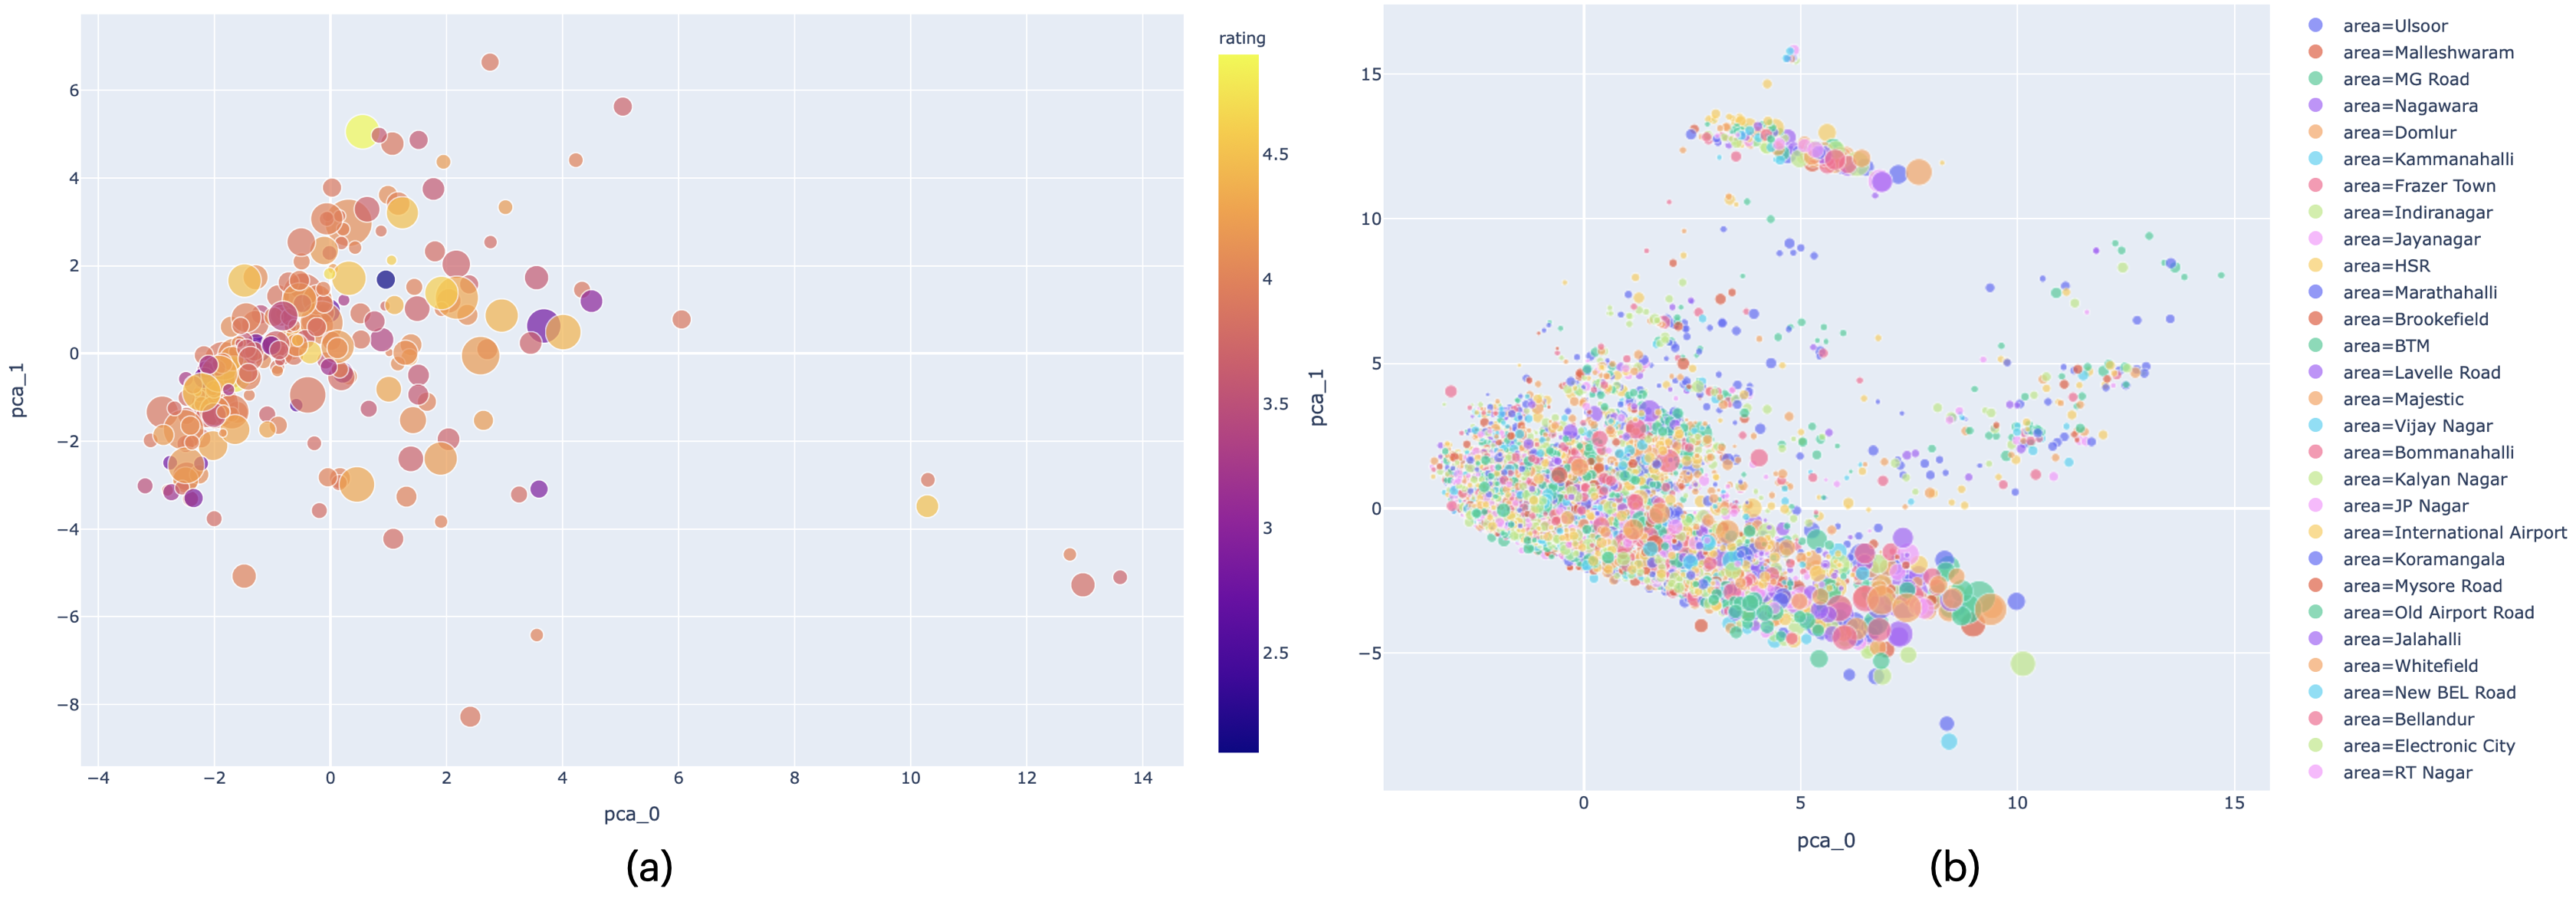 rating
6
4
2
0
−2
−4
−6
−8
pca_1
−4
−2
0
2
4
6
8
10
12
14
pca_0
4.5
4
3.5
3
2.5
(a)
15
10
5
0
−5
pca_1
0
5
10
15
pca_0
(b)
area=Ulsoor
area=Malleshwaram
area=MG Road
area=Nagawara
area=Domlur
area=Kammanahalli
area=Frazer Town
area=Indiranagar
area=Jayanagar
area=HSR
area=Marathahalli
area=Brookefield
area=BTM
area=Lavelle Road
area=Majestic
area=Vijay Nagar
area=Bommanahalli
area=Kalyan Nagar
area=JP Nagar
area=International Airport
area=Koramangala
area=Mysore Road
area=Old Airport Road
area=Jalahalli
area=Whitefield
area=New BEL Road
area=Bellandur
area=Electronic City
area=RT Nagar